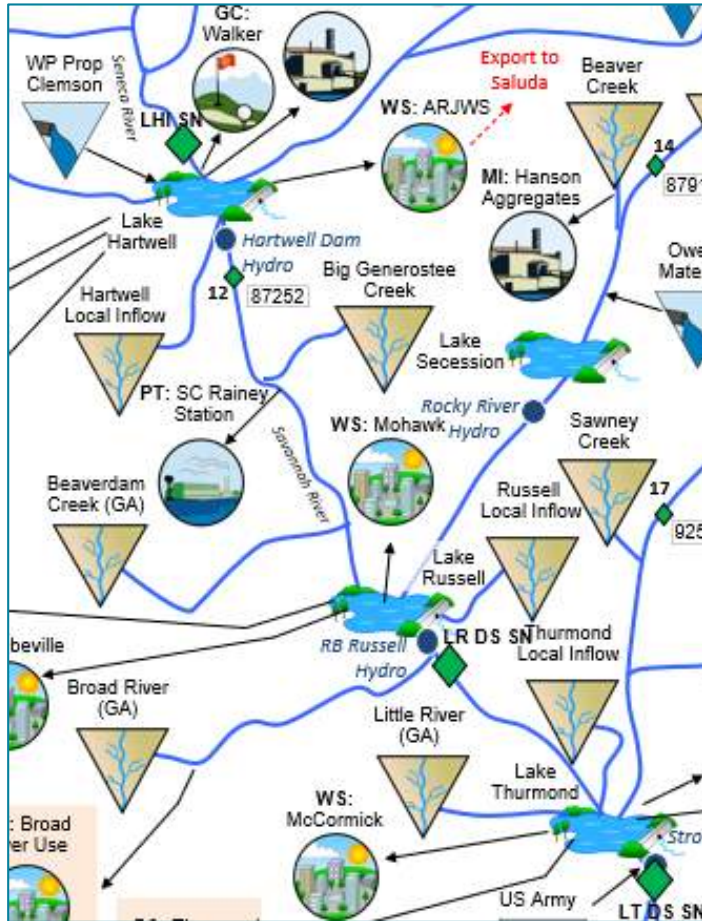 GC:
Walker
WP Prop
Clemson
Seneca River
LHI SN
Export to
Saluda
Beaver
Creek
WS: ARJWS
14
8791
MI: Hanson
Aggregates
Lake
Hartwell
Hartwell Dam
Hydro
Big Generostee
Creek
12
87252
Hartwell
Local Inflow
Lake
Secession
PT: SC Rainey
Station
Savannah River
WS: Mohawk
Rocky River
Hydro
Sawney
Creek
Beaverdam
Creek (GA)
Russell
Local Inflow
17
925
Lake
Russell
RB Russell
Hydro
LR DS SN
Thurmond
Local Inflow
beville
Broad River
(GA)
Little River
(GA)
Lake
Thurmond
WS:
McCormick
: Broad
er Use
Stro
US Army
LT DS SN